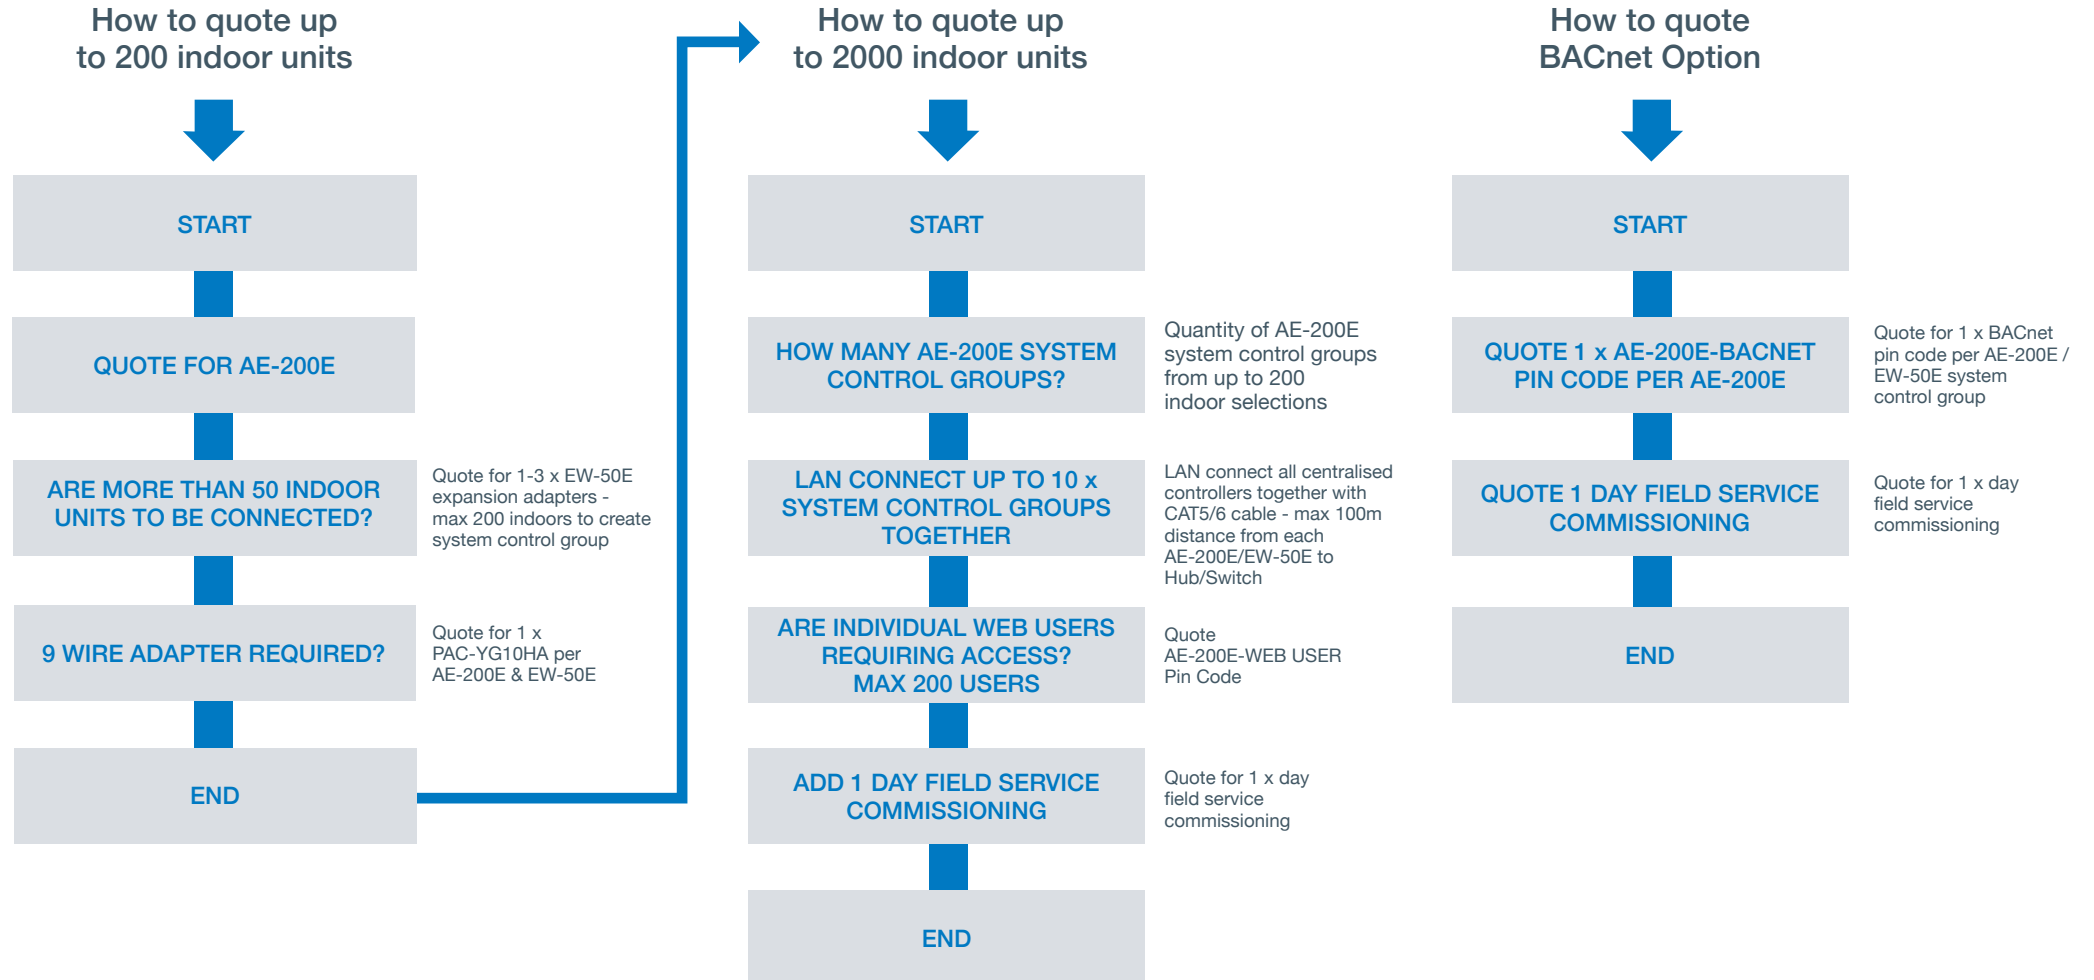 How to quote up
to 200 indoor units
START
QUOTE FOR AE-200E
ARE MORE THAN 50 INDOOR
UNITS TO BE CONNECTED?
Quote for 1-3 x EW-50E
expansion adapters -
max 200 indoors to create
system control group
9 WIRE ADAPTER REQUIRED?
Quote for 1 x
PAC-YG10HA per
AE-200E & EW-50E
END
How to quote up
to 2000 indoor units
START
HOW MANY AE-200E SYSTEM
CONTROL GROUPS?
Quantity of AE-200E
system control groups
from up to 200
indoor selections
LAN CONNECT UP TO 10 x
SYSTEM CONTROL GROUPS
TOGETHER
LAN connect all centralised
controllers together with
CAT5/6 cable - max 100m
distance from each
AE-200E/EW-50E to
Hub/Switch
ARE INDIVIDUAL WEB USERS
REQUIRING ACCESS?
MAX 200 USERS
Quote
AE-200E-WEB USER
Pin Code
ADD 1 DAY FIELD SERVICE
COMMISSIONING
Quote for 1 x day
field service
commissioning
END
How to quote
BACnet Option
START
QUOTE 1 x AE-200E-BACNET
PIN CODE PER AE-200E
Quote for 1 x BACnet
pin code per AE-200E /
EW-50E system
control group
QUOTE 1 DAY FIELD SERVICE
COMMISSIONING
Quote for 1 x day
field service
commissioning
END